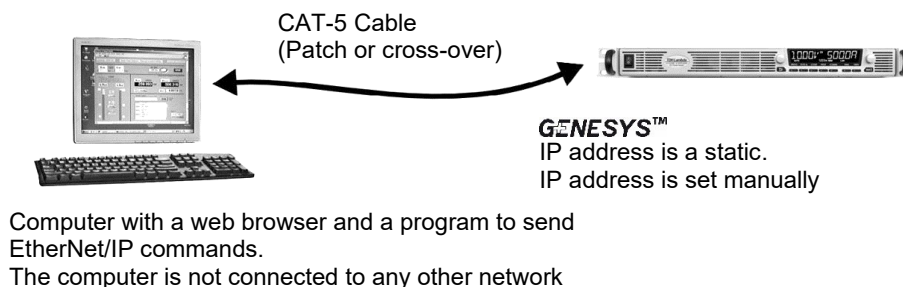 CAT-5 Cable
(Patch or cross-over)
GENESYS™
IP address is a static.
IP address is set manually
Computer with a web browser and a program to send
EtherNet/IP commands.
The computer is not connected to any other network